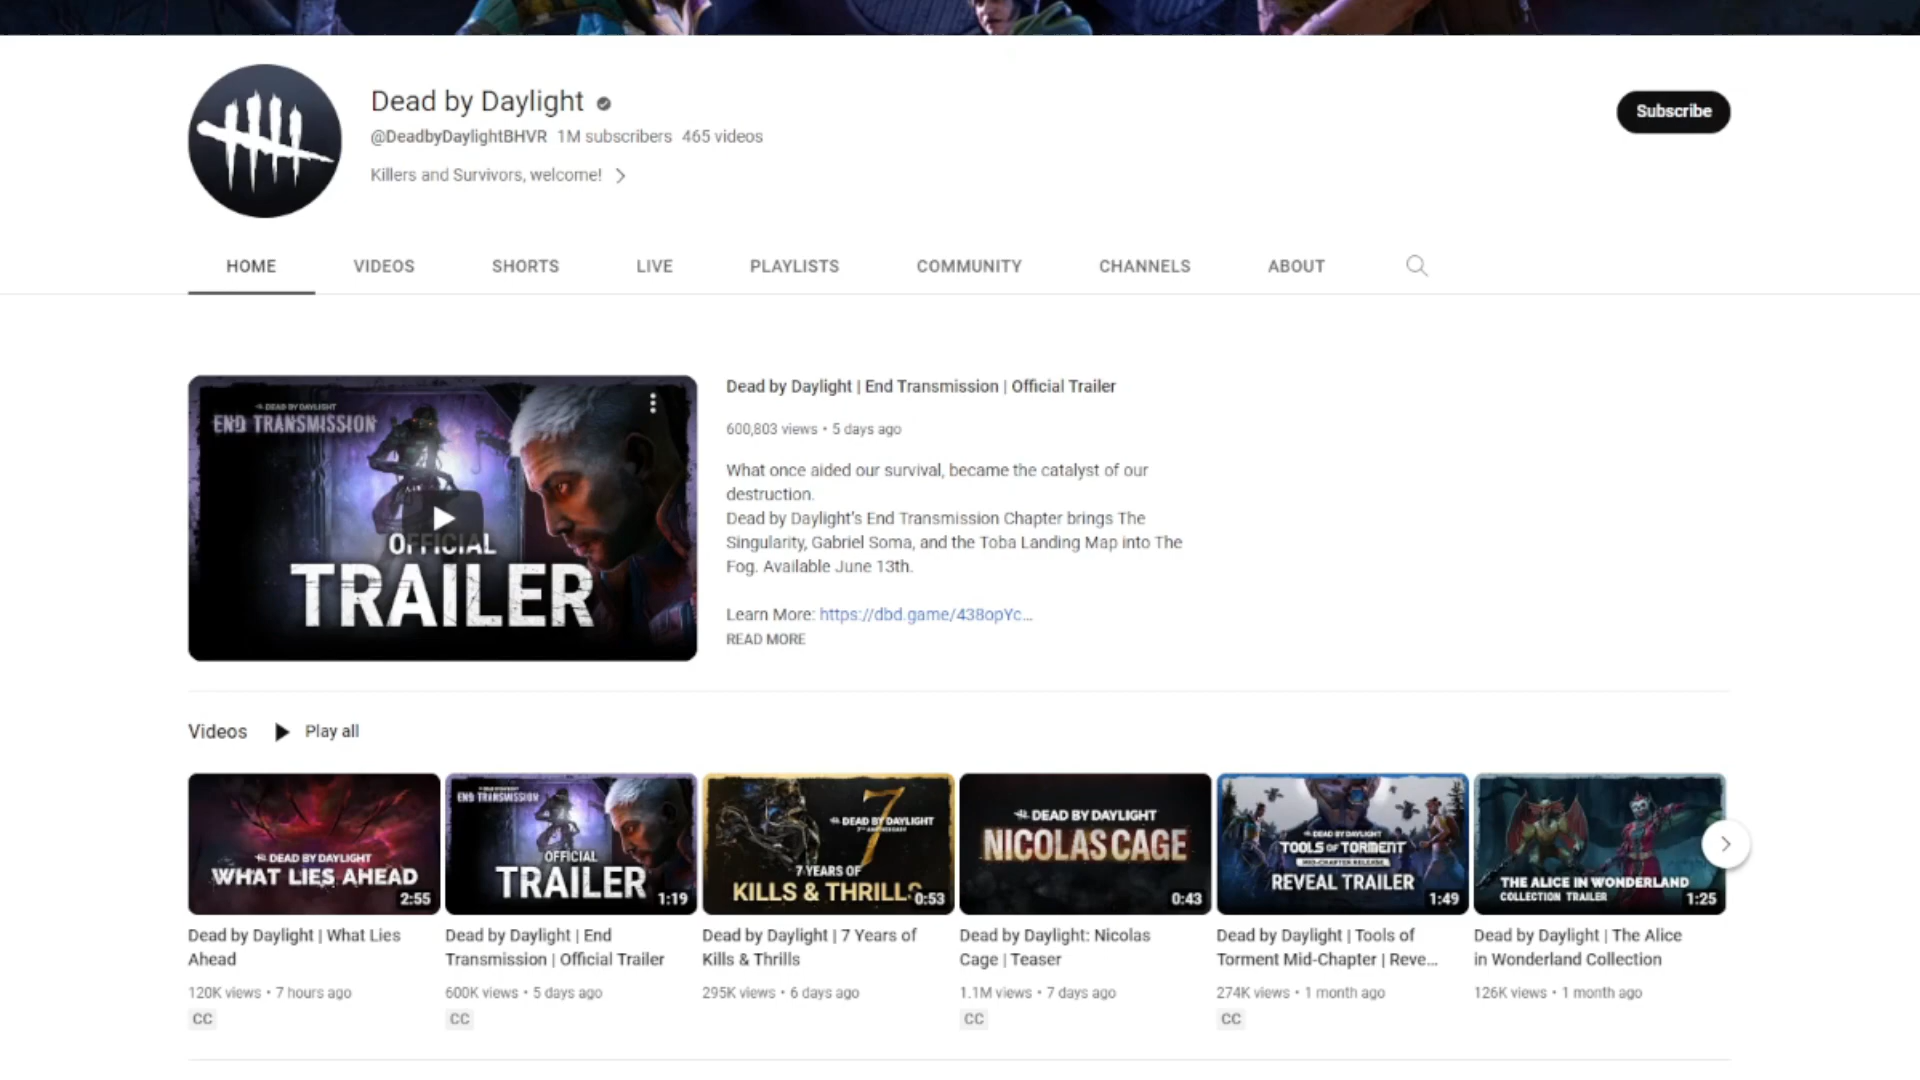 Dead by Daylight
@DeadbyDaylightBHVR 1M subscribers 465 videos
Killers and Survivors, welcome!
Subscribe
HOME VIDEOS SHORTS LIVE PLAYLISTS COMMUNITY CHANNELS ABOUT
DEAD BY DAYLIGHT
END TRANSMISSION
OFFICIAL
TRAILER
Dead by Daylight | End Transmission | Official Trailer
600,803 views • 5 days ago
What once aided our survival, became the catalyst of our
destruction.
Dead by Daylight's End Transmission Chapter brings The
Singularity, Gabriel Soma, and the Toba Landing Map into The
Fog. Available June 13th.
Learn More: https://dbd.game/438opYc...
READ MORE
Videos Play all
DEAD BY DAYLIGHT
WHAT LIES AHEAD
2:55
Dead by Daylight | What Lies
Ahead
120K views • 7 hours ago
CC
END TRANSMISSION
OFFICIAL
TRAILER
1:19
Dead by Daylight | End
Transmission | Official Trailer
600K views • 5 days ago
CC
7
DEAD BY DAYLIGHT
7TH ANNIVERSARY
7 YEARS OF
KILLS & THRILLS
0:53
Dead by Daylight | 7 Years of
Kills & Thrills
295K views • 6 days ago
DEAD BY DAYLIGHT
NICOLAS CAGE
0:43
Dead by Daylight: Nicolas
Cage | Teaser
1.1M views • 7 days ago
CC
DEAD BY DAYLIGHT
TOOLS OF TORMENT
MID-CHAPTER RELEASE
REVEAL TRAILER
1:49
Dead by Daylight | Tools of
Torment Mid-Chapter | Reve...
274K views • 1 month ago
CC
THE ALICE IN WONDERLAND
COLLECTION TRAILER
1:25
Dead by Daylight | The Alice
in Wonderland Collection
126K views • 1 month ago